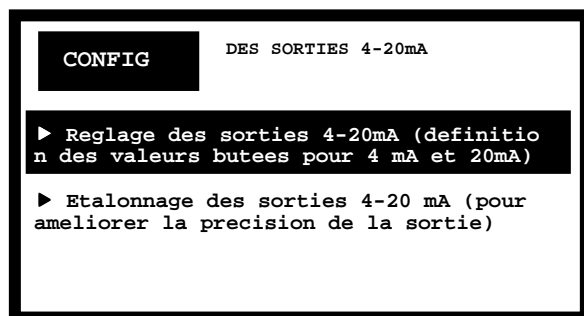 CONFIG DES SORTIES 4-20mA
▶ Reglage des sorties 4-20mA (definitio
n des valeurs butees pour 4 mA et 20mA)
▶ Etalonnage des sorties 4-20 mA (pour
ameliorer la precision de la sortie)